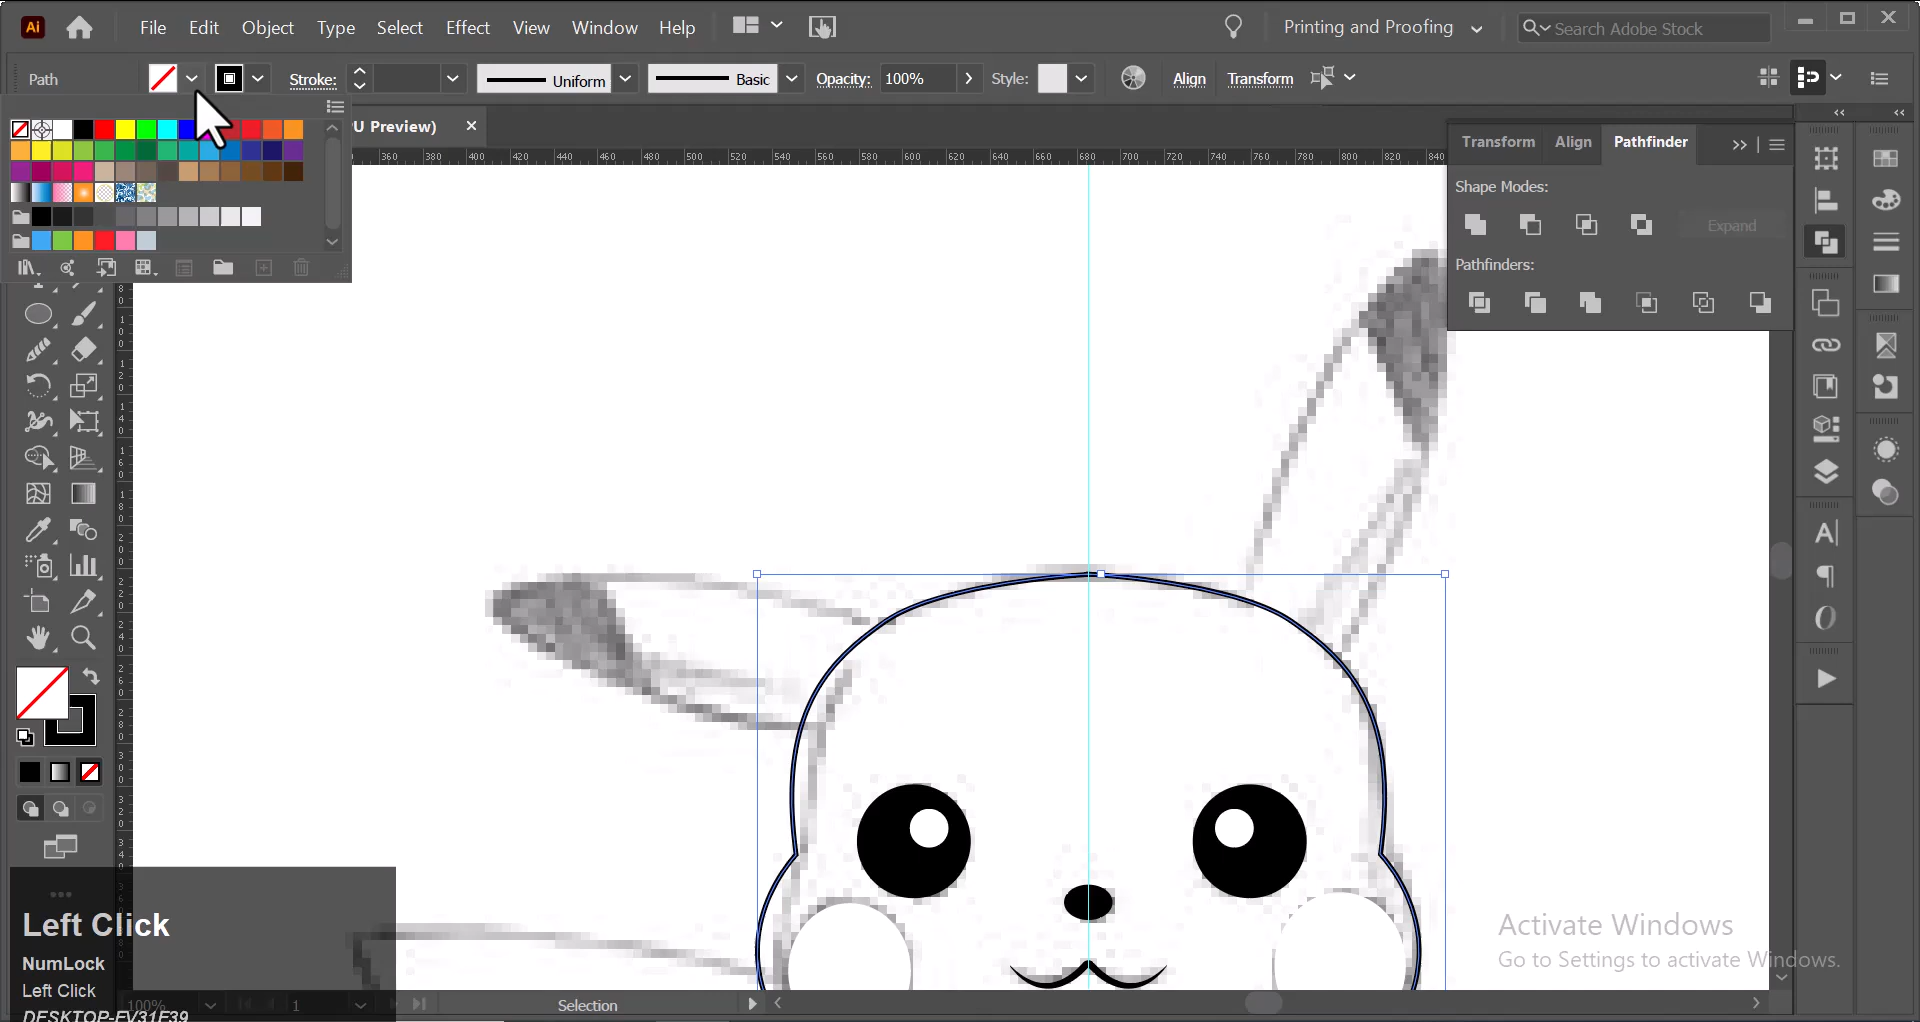 Ai File Edit Object Type Select Effect View Window Help Printing and Proofing Search Adobe Stock
Path Stroke: Uniform Basic Opacity: 100% Style: Align Transform
U Preview) ×
360 380 400 420 440 460 480 500 520 540 560 580 600 620 640 660 680 700 720 740 760 780 800 820 840
Transform Align Pathfinder
Shape Modes:
Expand
Pathfinders:
Left Click
NumLock
Left Click
DESKTOP-FV31F39
100% 1 Selection
Activate Windows
Go to Settings to activate Windows.